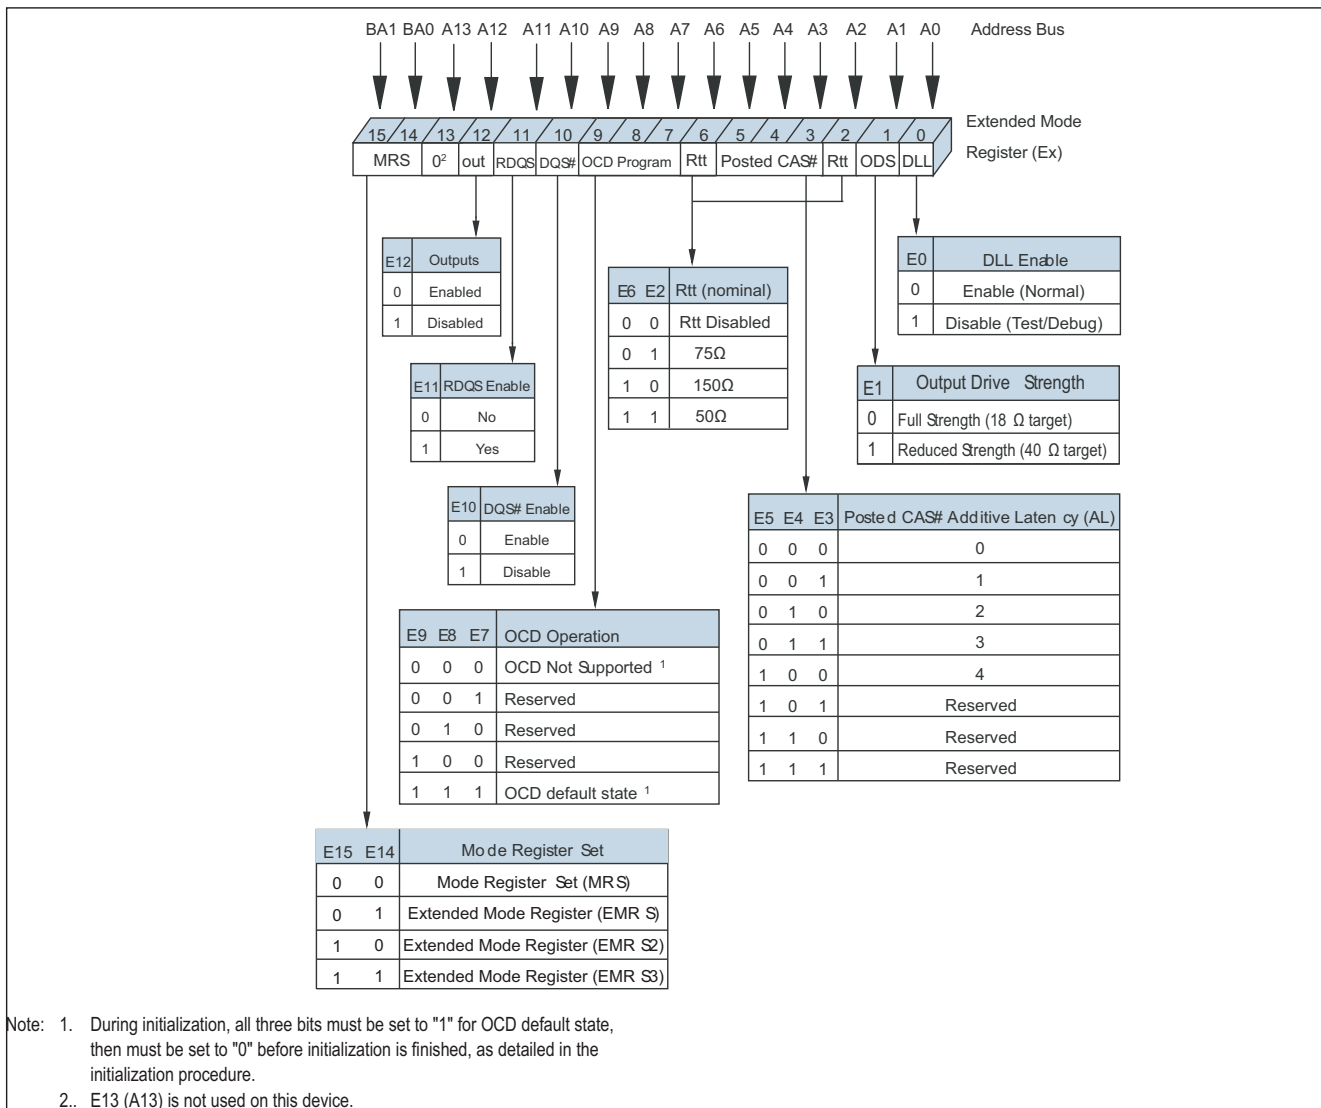 BA1 BA0 A13 A12 A11 A10 A9 A8 A7 A6 A5 A4 A3 A2 A1 A0 Address Bus
15 14 13 12 11 10 9 8 7 6 5 4 3 2 1 0 Extended Mode
MRS 0² out RDQS DQS# OCD Program Rtt Posted CAS# Rtt ODS DLL Register (Ex)
E12 Outputs
0 Enabled
1 Disabled
E0 DLL Enable
0 Enable (Normal)
1 Disable (Test/Debug)
E6 E2 Rtt (nominal)
0 0 Rtt Disabled
0 1 75Ω
1 0 150Ω
1 1 50Ω
E11 RDQS Enable
0 No
1 Yes
E1 Output Drive Strength
0 Full Strength (18 Ω target)
1 Reduced Strength (40 Ω target)
E10 DQS# Enable
0 Enable
1 Disable
E5 E4 E3 Posted CAS# Additive Laten cy (AL)
0 0 0 0
0 0 1 1
0 1 0 2
0 1 1 3
1 0 0 4
1 0 1 Reserved
1 1 0 Reserved
1 1 1 Reserved
E9 E8 E7 OCD Operation
0 0 0 OCD Not Supported ¹
0 0 1 Reserved
0 1 0 Reserved
1 0 0 Reserved
1 1 1 OCD default state ¹
E15 E14 Mode Register Set
0 0 Mode Register Set (MRS)
0 1 Extended Mode Register (EMR S)
1 0 Extended Mode Register (EMR S2)
1 1 Extended Mode Register (EMR S3)
Note: 1. During initialization, all three bits must be set to "1" for OCD default state,
then must be set to "0" before initialization is finished, as detailed in the
initialization procedure.
2.. E13 (A13) is not used on this device.